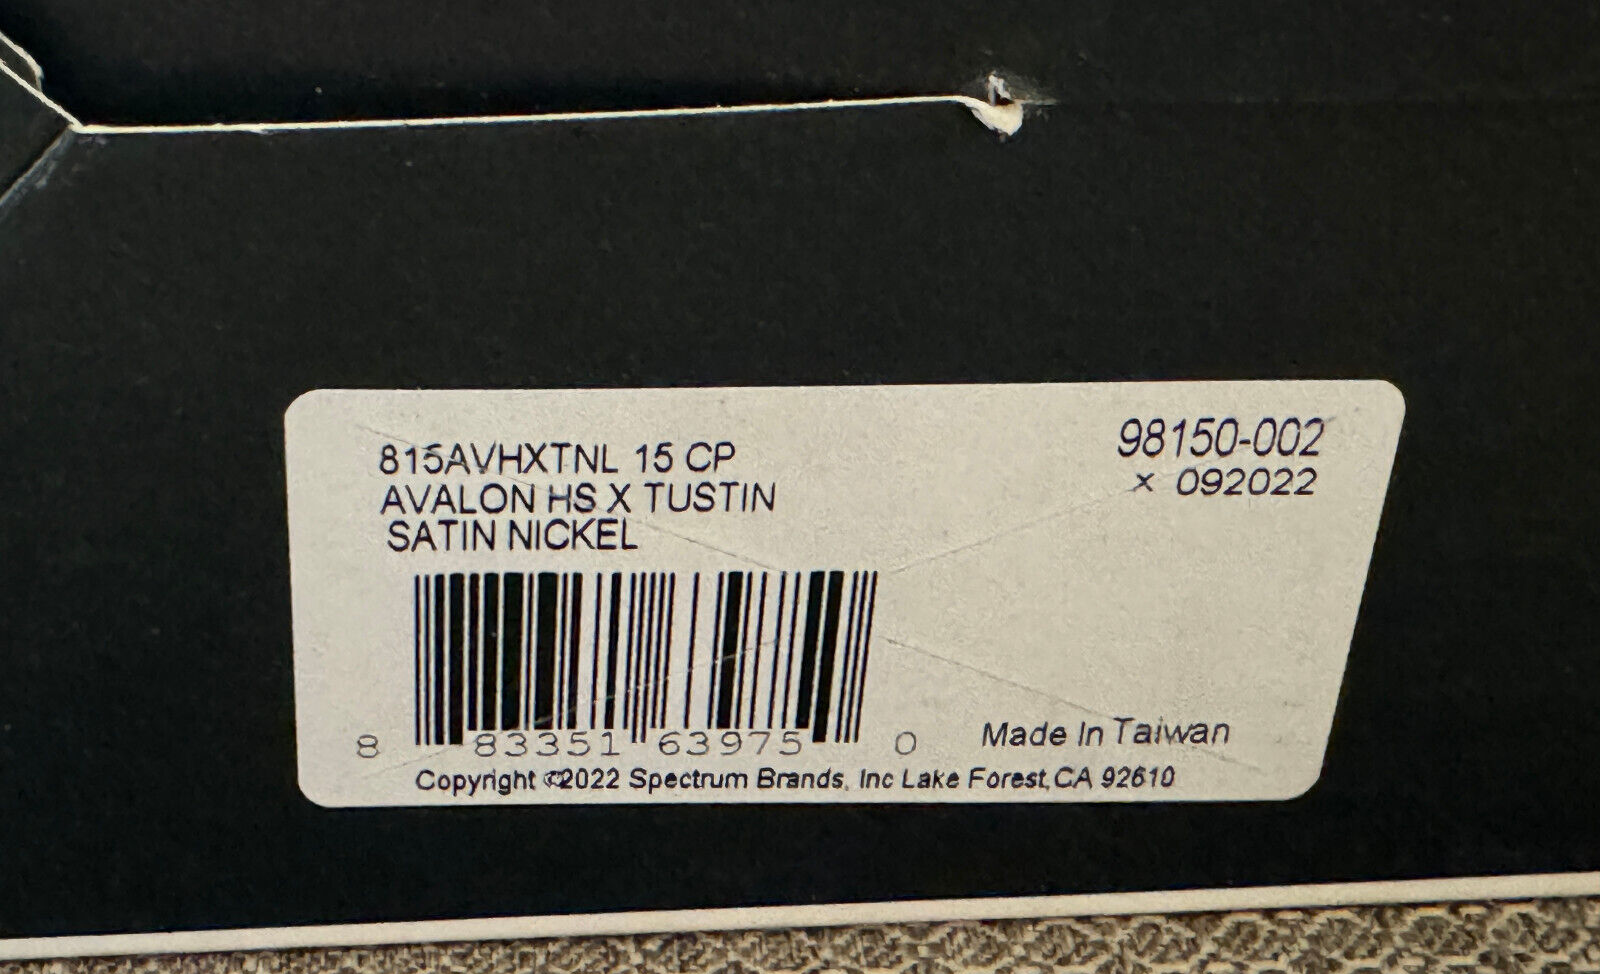 815AVHXTNL 15 CP
AVALON HS X TUSTIN
SATIN NICKEL
98150-002
x 092022
8 83351 63975 0
Made In Taiwan
Copyright ©2022 Spectrum Brands, Inc Lake Forest, CA 92610